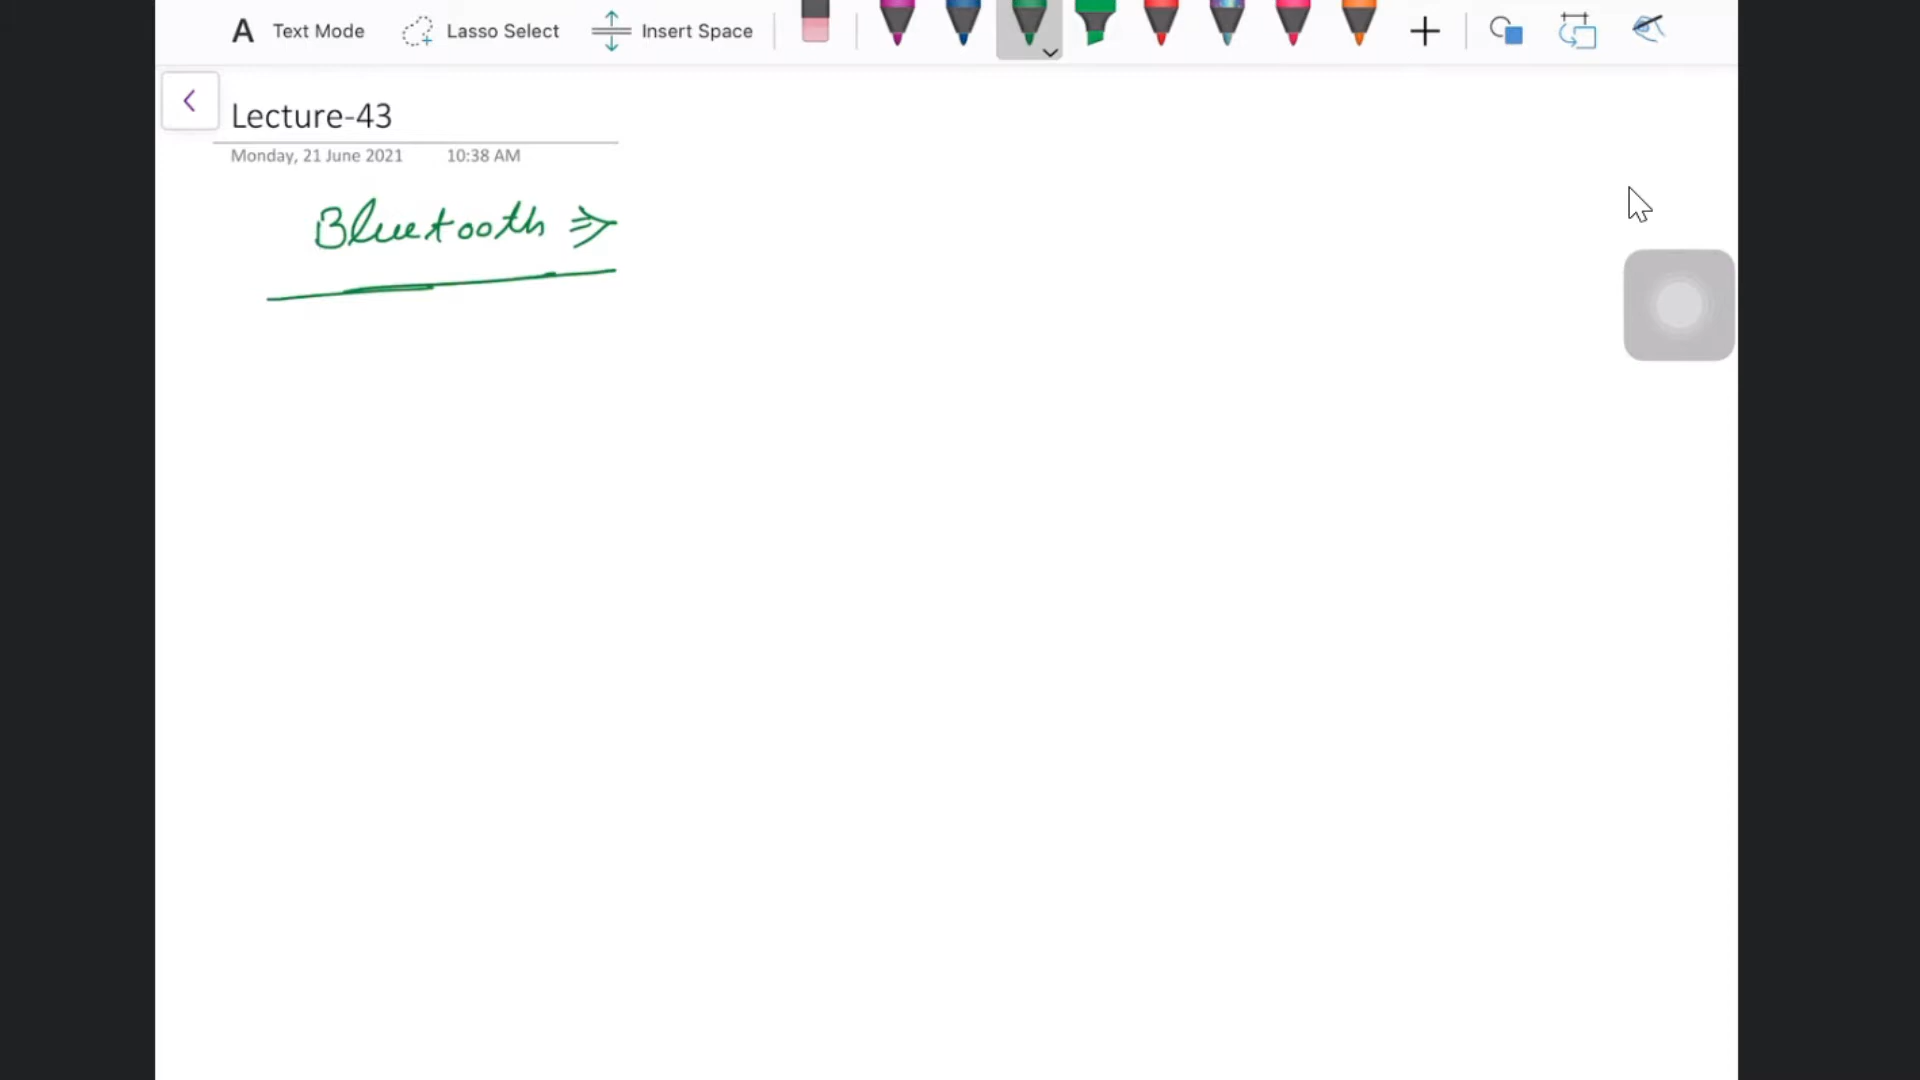 A Text Mode Lasso Select Insert Space
Lecture-43
Monday, 21 June 2021 10:38 AM
Bluetooth ⇒